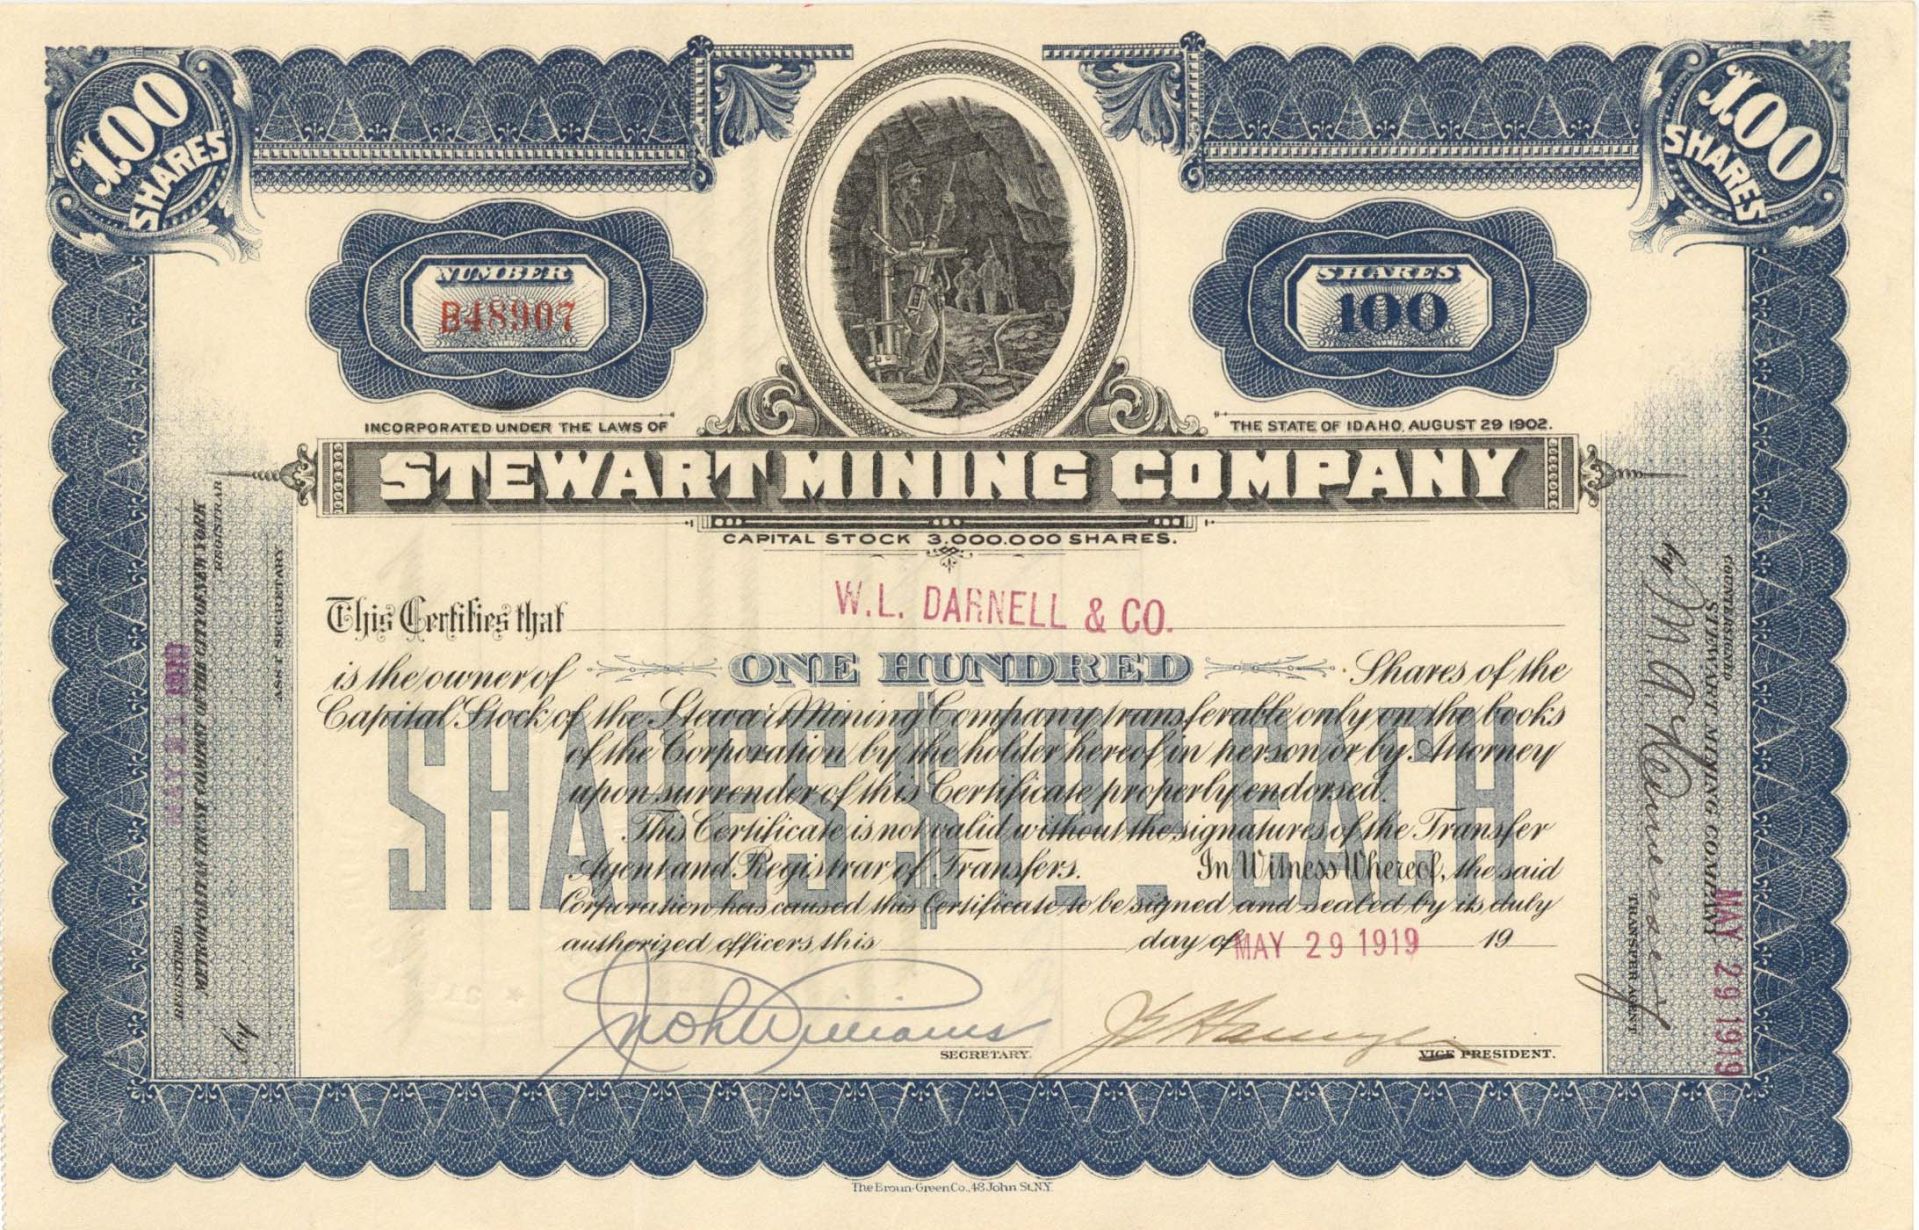 100 SHARES
100 SHARES
NUMBER
B48907
SHARES
100
INCORPORATED UNDER THE LAWS OF
THE STATE OF IDAHO, AUGUST 29 1902.
STEWART MINING COMPANY
CAPITAL STOCK 3,000,000 SHARES.
This Certifies that W.L. DARNELL & CO.
is the owner of ONE HUNDRED Shares of the
Capital Stock of the Stewart Mining Company transferable only on the books
of the Corporation by the holder hereof in person or by Attorney
upon surrender of this Certificate properly endorsed.
This Certificate is not valid without the signatures of the Transfer
Agent and Registrar of Transfers. In Witness Whereof, the said
Corporation has caused this Certificate to be signed and sealed by its duly
authorized officers this day of MAY 29 1919 19
SHARES $1.00 EACH
SECRETARY.
VICE PRESIDENT.
REGISTERED.
METROPOLITAN TRUST COMPANY OF THE CITY OF NEW YORK
REGISTRAR
By
ASS'T SECRETARY
COUNTERSIGNED
STEWART MINING COMPANY
by
TRANSFER AGENT
MAY 29 1919
The Broun-Green Co., 48 John St. N.Y.